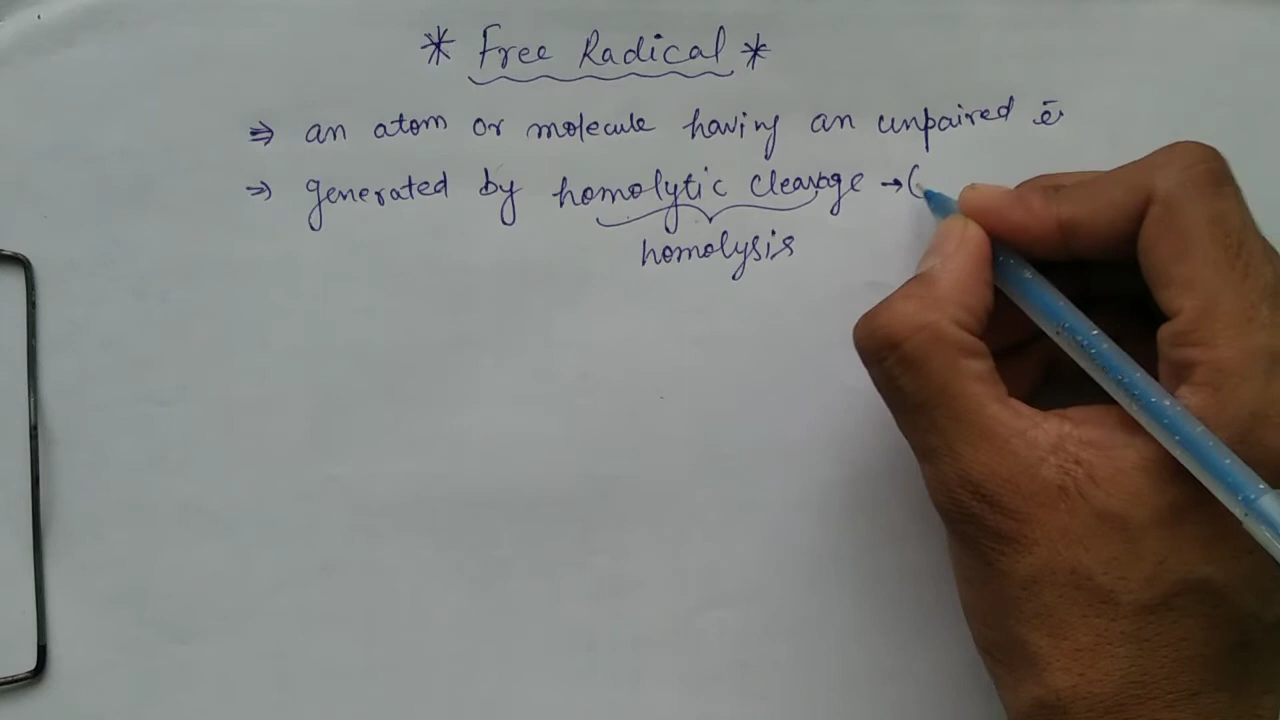 * Free Radical *
⇒ an atom or molecule having an unpaired ē
⇒ generated by homolytic cleavage → (
homolysis